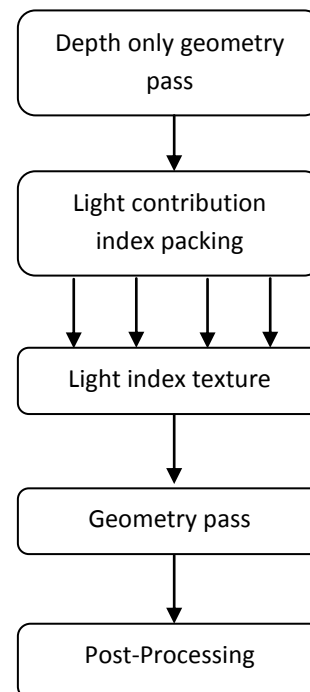 Depth only geometry
pass
Light contribution
index packing
Light index texture
Geometry pass
Post-Processing